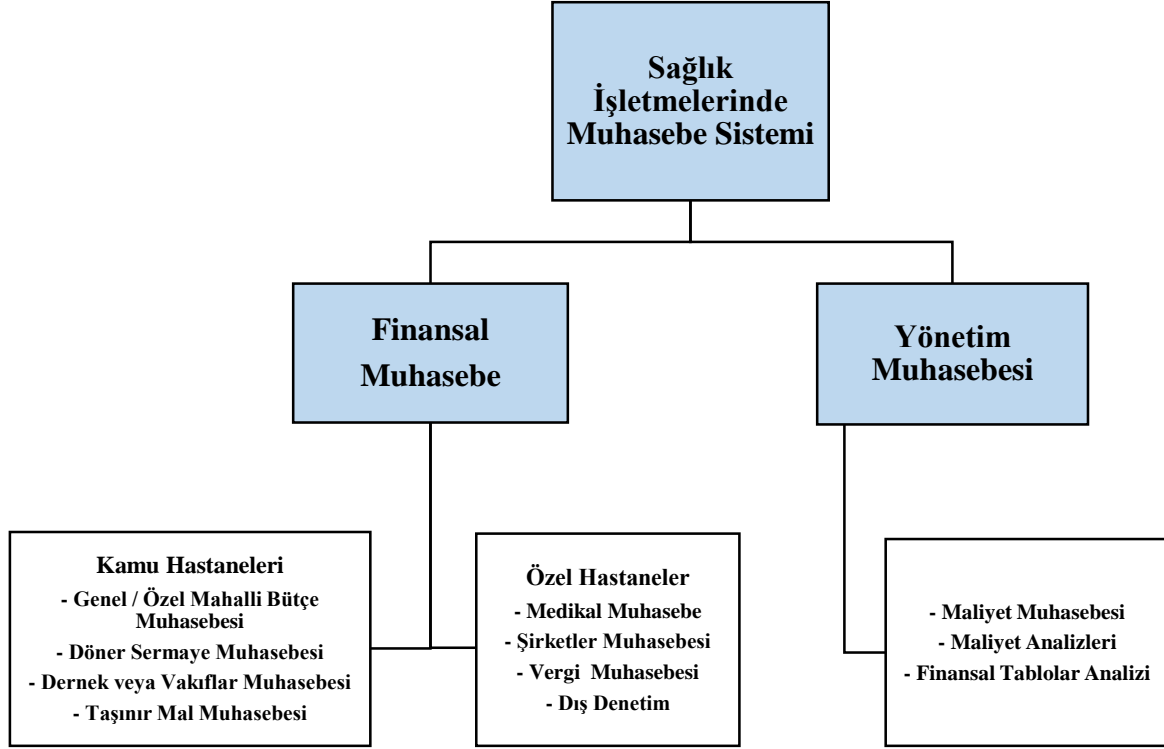 Sağlık
İşletmelerinde
Muhasebe Sistemi
Finansal
Muhasebe
Yönetim
Muhasebesi
Kamu Hastaneleri
- Genel / Özel Mahalli Bütçe
Muhasebesi
- Döner Sermaye Muhasebesi
- Dernek veya Vakıflar Muhasebesi
- Taşınır Mal Muhasebesi
Özel Hastaneler
- Medikal Muhasebe
- Şirketler Muhasebesi
- Vergi Muhasebesi
- Dış Denetim
- Maliyet Muhasebesi
- Maliyet Analizleri
- Finansal Tablolar Analizi